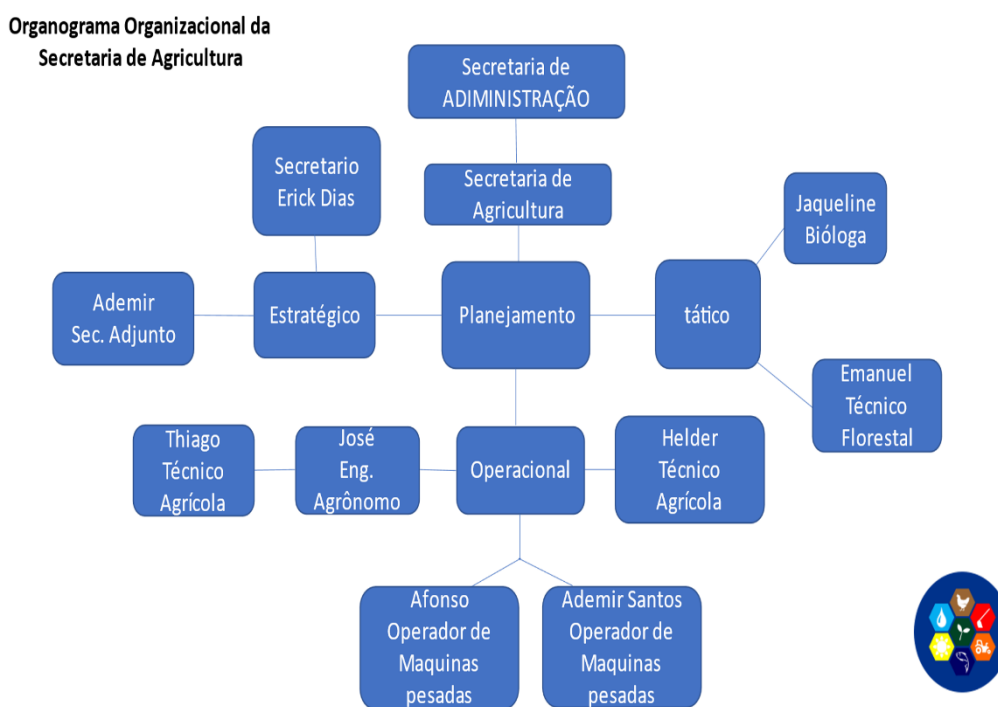 Organograma Organizacional da
Secretaria de Agricultura
Secretaria de
ADIMINISTRAÇÃO
Secretario
Erick Dias
Secretaria de
Agricultura
Jaqueline
Bióloga
Ademir
Sec. Adjunto
Estratégico
Planejamento
tático
Emanuel
Técnico
Florestal
Thiago
Técnico
Agrícola
José
Eng.
Agrônomo
Operacional
Helder
Técnico
Agrícola
Afonso
Operador de
Maquinas
pesadas
Ademir Santos
Operador de
Maquinas
pesadas